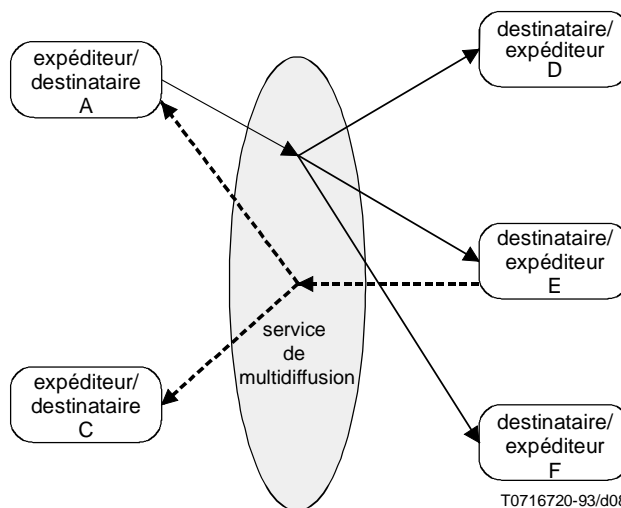 expéditeur/
destinataire
A
destinataire/
expéditeur
D
destinataire/
expéditeur
E
service
de
multidiffusion
expéditeur/
destinataire
C
destinataire/
expéditeur
F
T0716720-93/d08